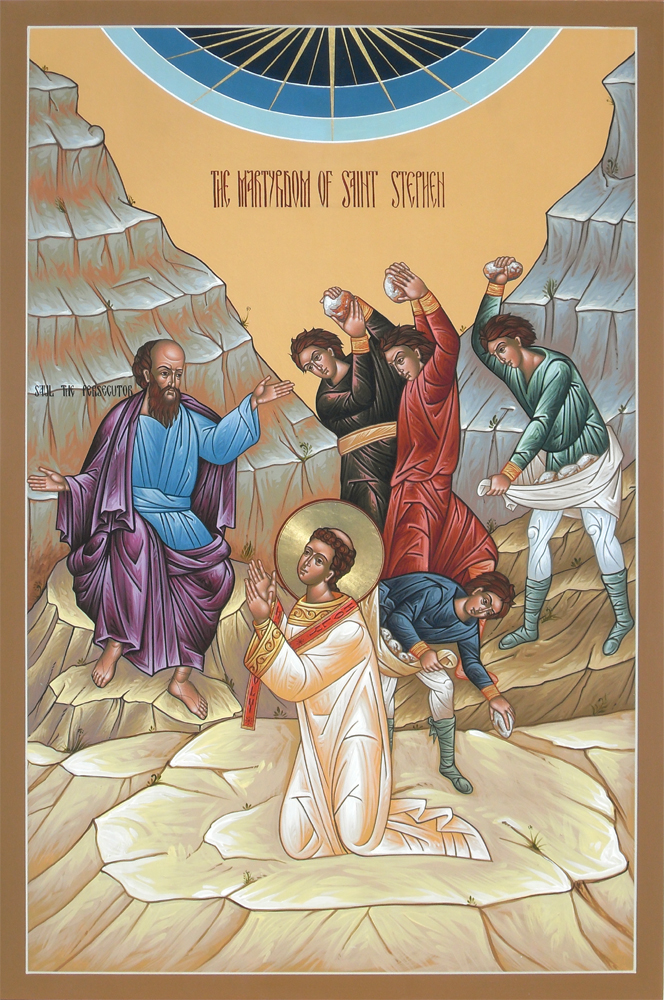 THE MARTYRDOM OF SAINT STEPHEN
SAUL THE PERSECUTOR